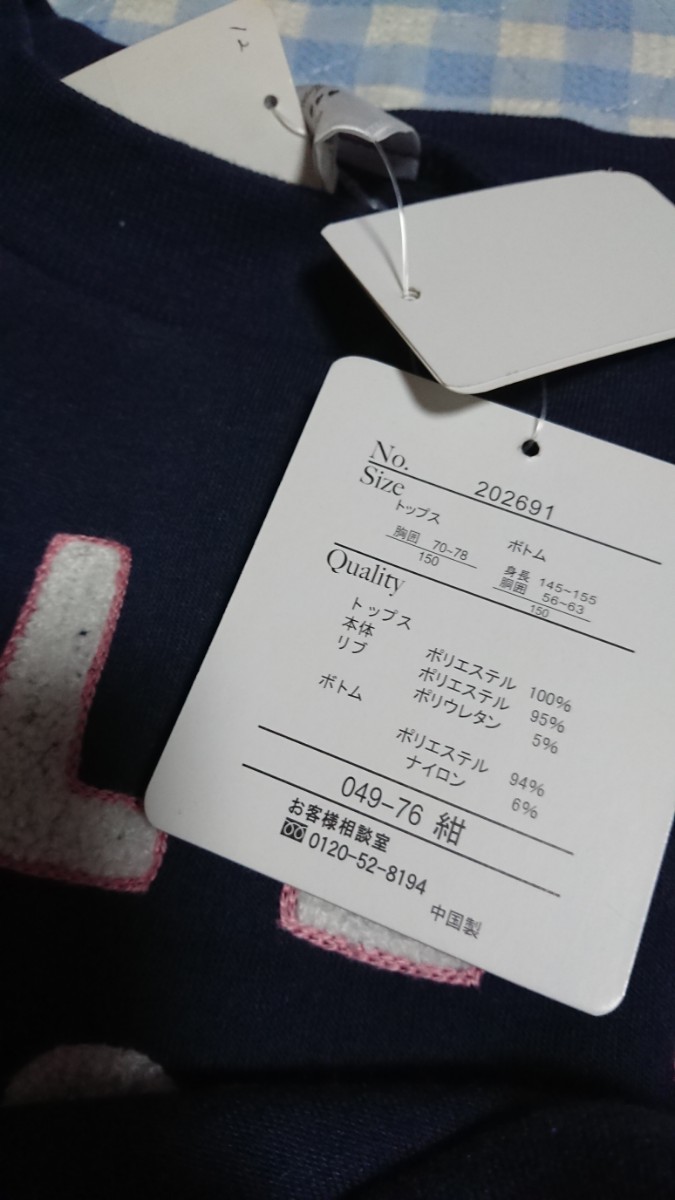 No. 202691
Size
トップス
胸囲 70-78
150
ボトム
身長 145-155
胴囲 56-63
150
Quality
トップス
本体 ポリエステル 100%
リブ ポリエステル 95%
ポリウレタン 5%
ボトム
ポリエステル 94%
ナイロン 6%
049-76 紺
お客様相談室
0120-52-8194
中国製